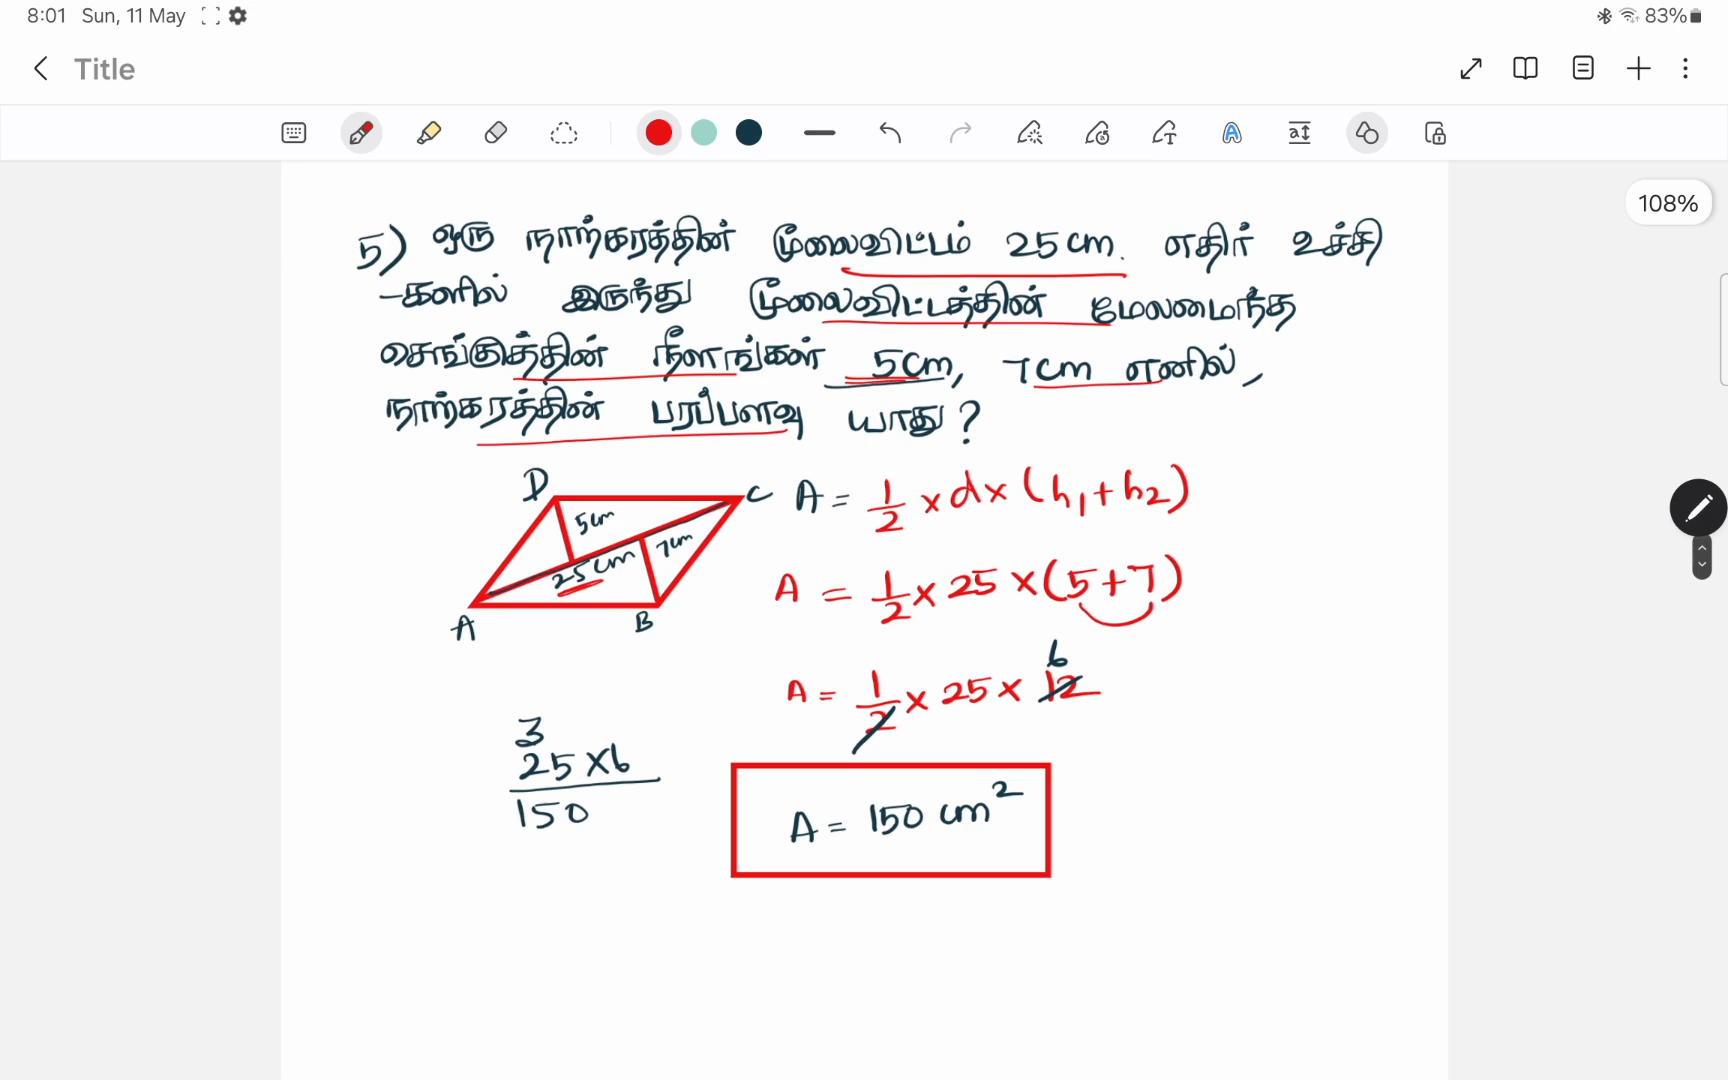 8:01 Sun, 11 May
83%
Title
108%
5) ஒரு நாற்கரத்தின் மூலைவிட்டம் 25cm. எதிர் உச்சி
-களில் இருந்து மூலைவிட்டத்தின் மேலமைந்த
செங்குத்தின் நீளங்கள் 5cm, 7cm எனில்,
நாற்கரத்தின் பரப்பளவு யாது?
D
C
5cm
7cm
25cm
A
B
A = 1/2 x d x (h1 + h2)
A = 1/2 x 25 x (5+7)
6
A = 1/2 x 25 x 12
3
25 x 6
150
A = 150 cm²